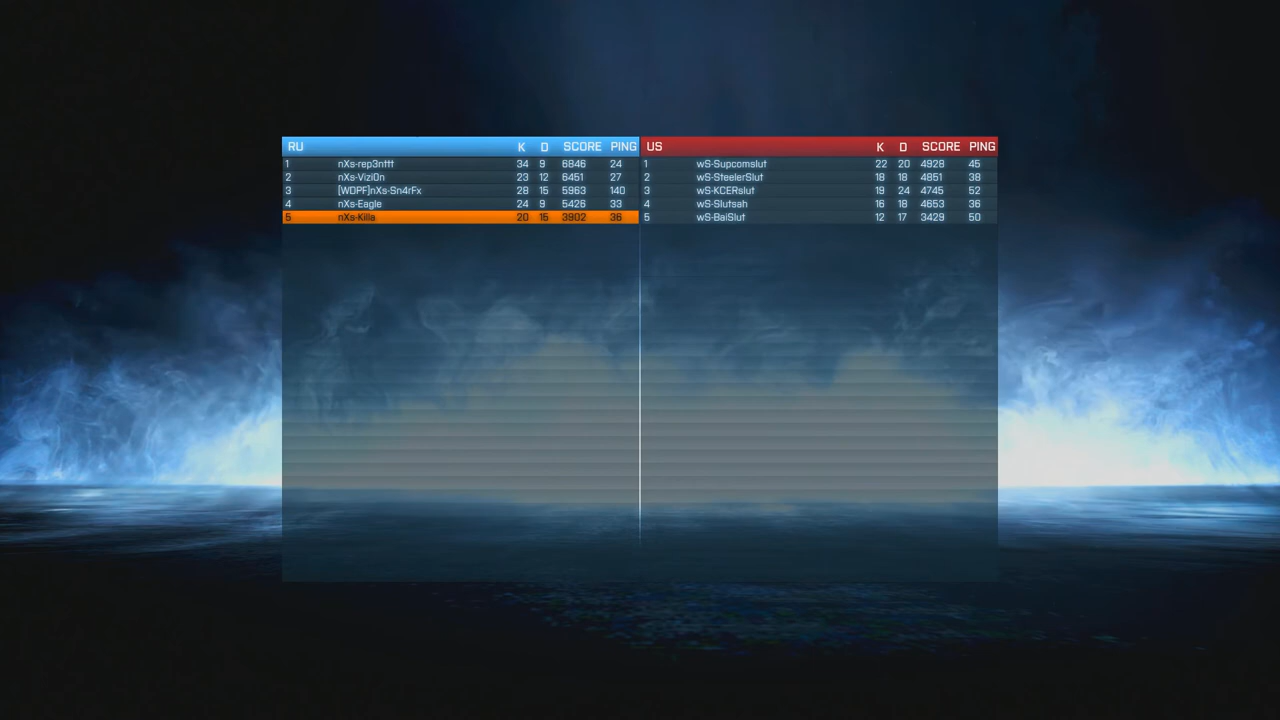 RU K D SCORE PING
1 nXs-rep3nttt 34 9 6846 24
2 nXs-Vizi0n 23 12 6451 27
3 [WDPF]nXs-Sn4rFx 28 15 5963 140
4 nXs-Eagle 24 9 5426 33
5 nXs-Killa 20 15 3902 36
US K D SCORE PING
1 wS-Supcomslut 22 20 4929 45
2 wS-SteelerSlut 18 18 4851 38
3 wS-KCERslut 19 24 4745 52
4 wS-Slutsah 16 18 4653 36
5 wS-BaiSlut 12 17 3429 50